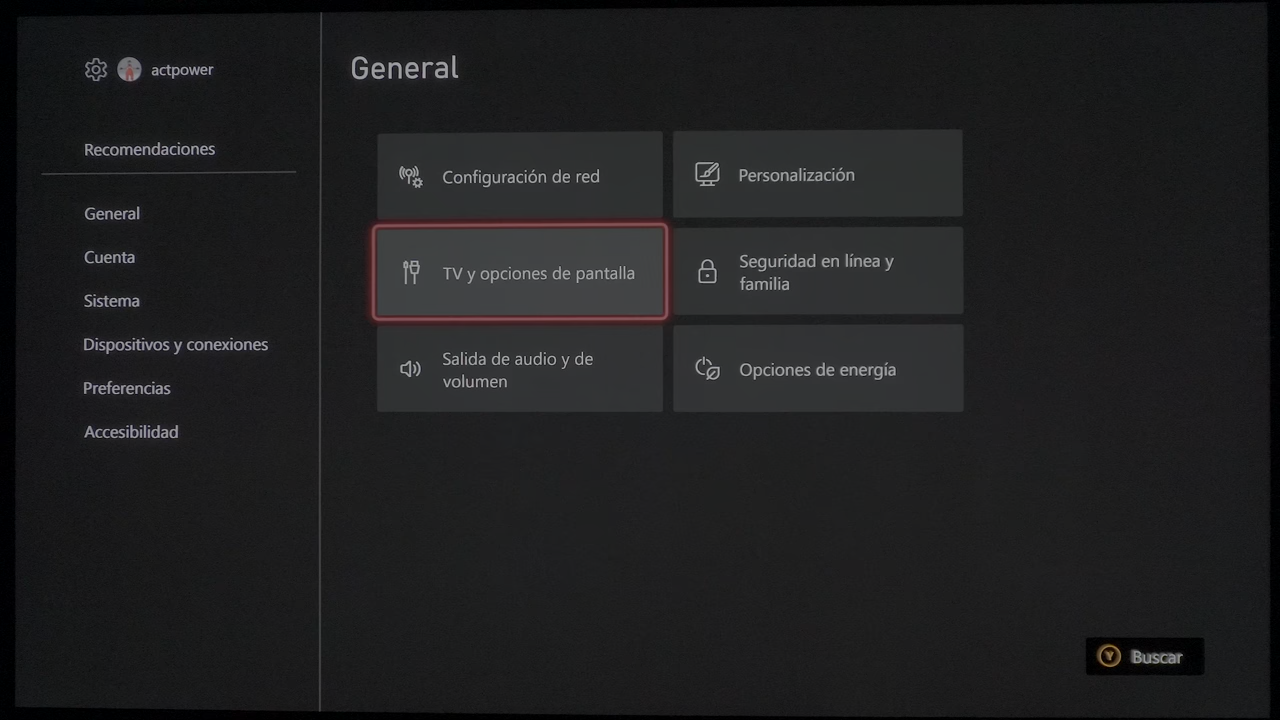 actpower
Recomendaciones
General
Cuenta
Sistema
Dispositivos y conexiones
Preferencias
Accesibilidad
General
Configuración de red
Personalización
TV y opciones de pantalla
Seguridad en línea y
familia
Salida de audio y de
volumen
Opciones de energía
Y Buscar